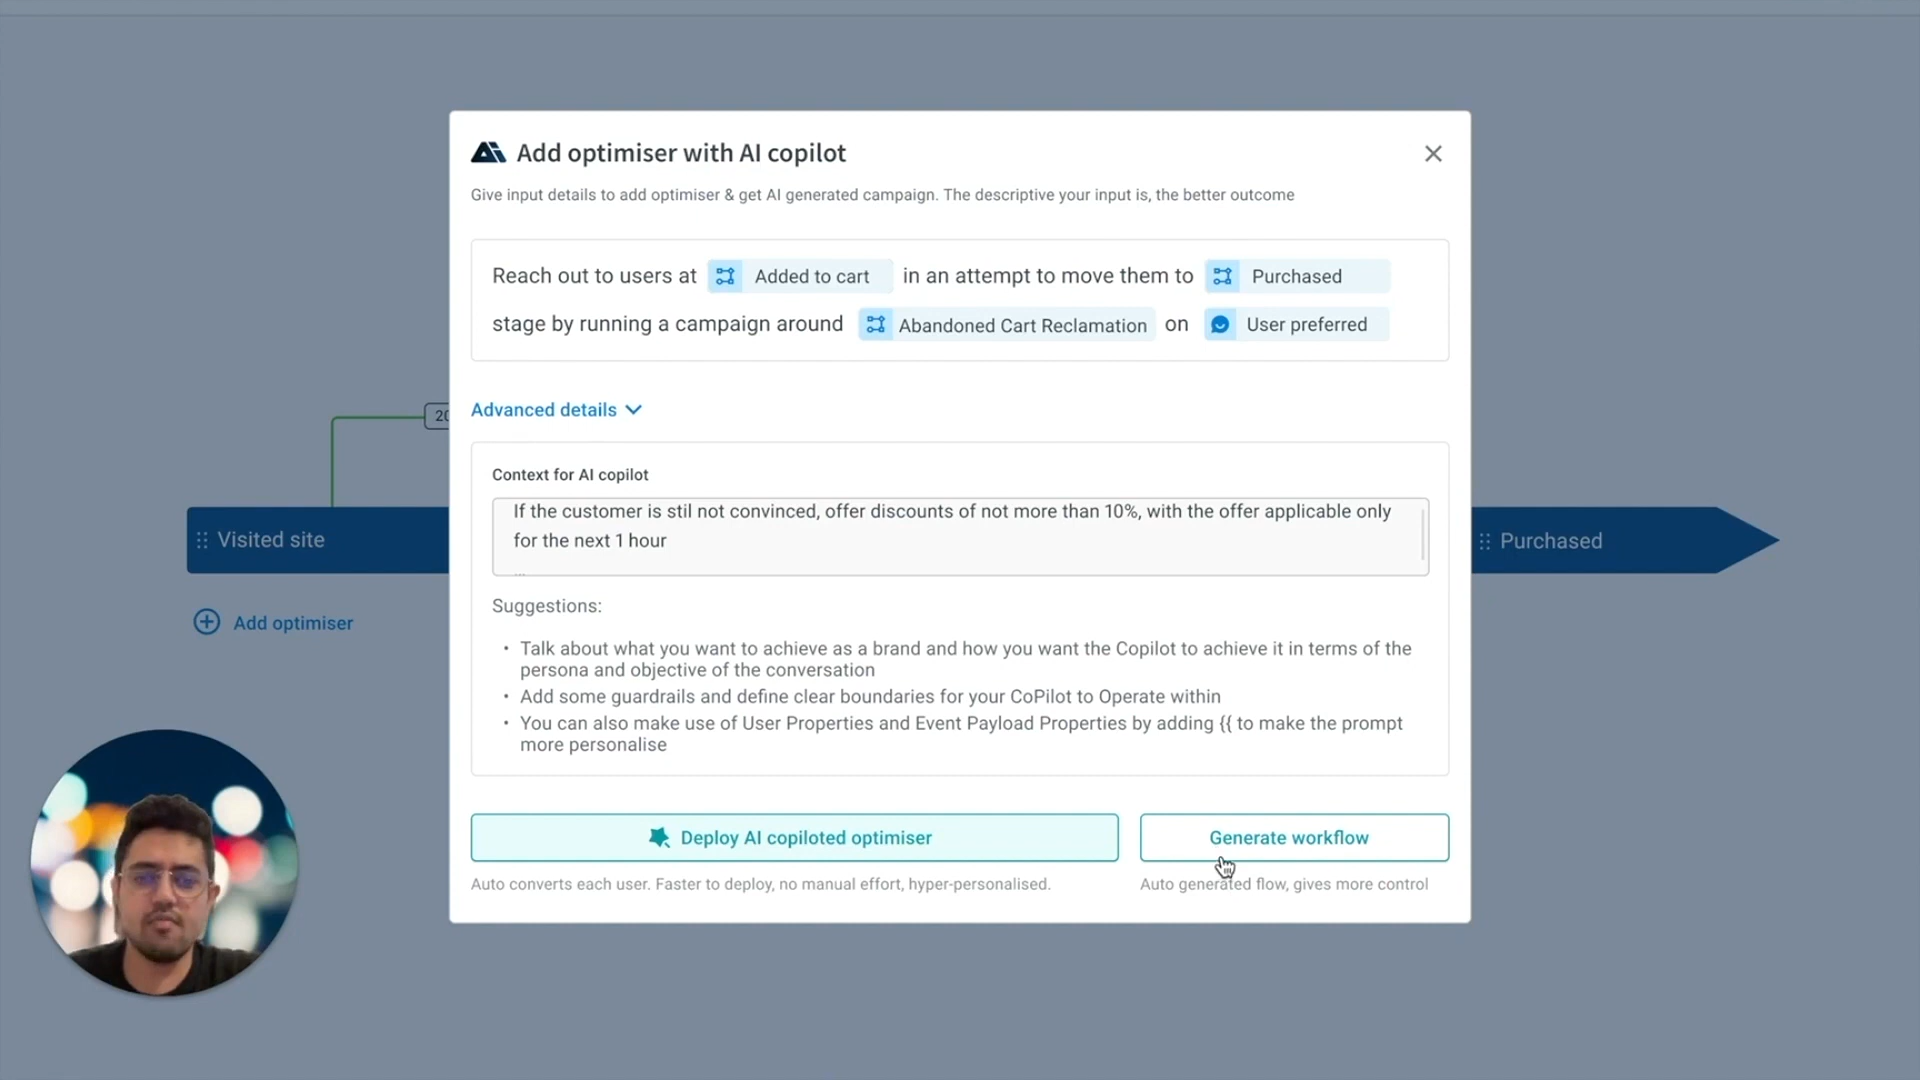 Add optimiser with AI copilot
Give input details to add optimiser & get AI generated campaign. The descriptive your input is, the better outcome
Reach out to users at Added to cart in an attempt to move them to Purchased
stage by running a campaign around Abandoned Cart Reclamation on User preferred
Advanced details
20
Context for AI copilot
If the customer is stil not convinced, offer discounts of not more than 10%, with the offer applicable only
for the next 1 hour
Visited site
Purchased
Add optimiser
Suggestions:
• Talk about what you want to achieve as a brand and how you want the Copilot to achieve it in terms of the
persona and objective of the conversation
• Add some guardrails and define clear boundaries for your CoPilot to Operate within
• You can also make use of User Properties and Event Payload Properties by adding {{ to make the prompt
more personalise
Deploy AI copiloted optimiser
Generate workflow
Auto converts each user. Faster to deploy, no manual effort, hyper-personalised.
Auto generated flow, gives more control